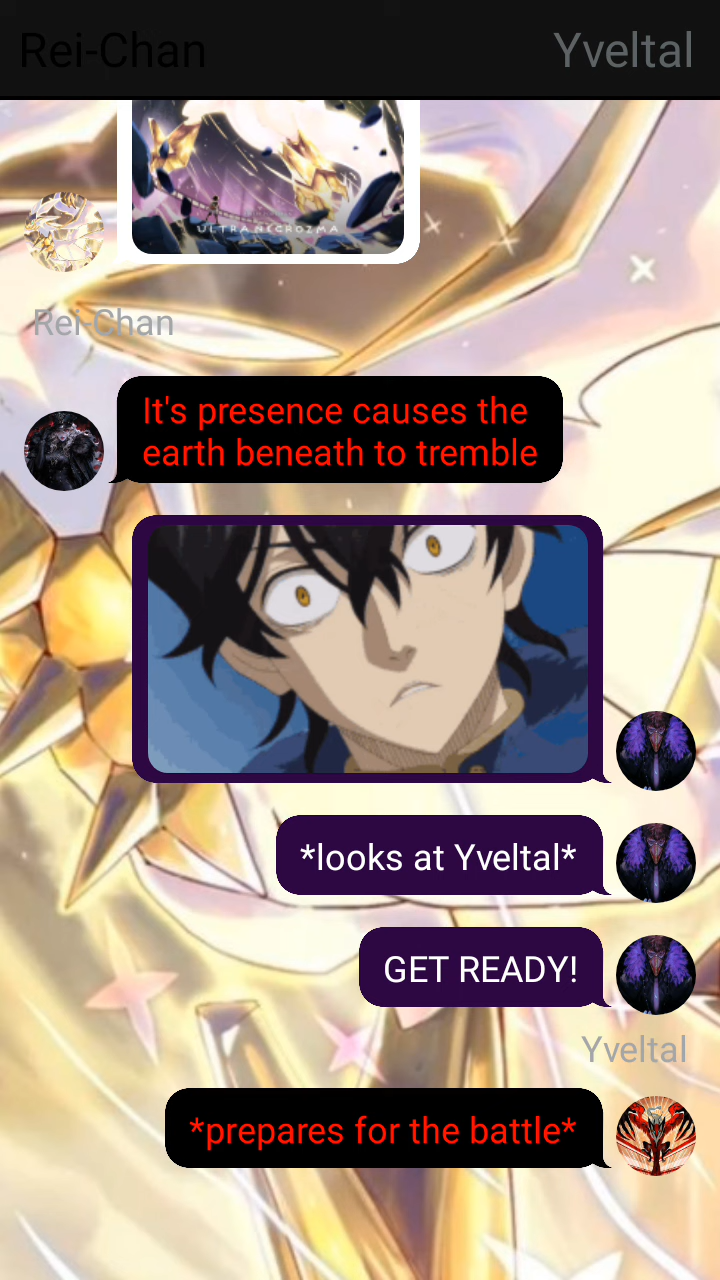 Rei-Chan
Yveltal
ULTRA NECROZMA
Rei-Chan
It's presence causes the
earth beneath to tremble
*looks at Yveltal*
GET READY!
Yveltal
*prepares for the battle*